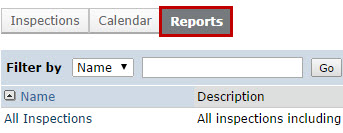 Inspections Calendar Reports
Filter by Name Go
Name Description
All Inspections All inspections including